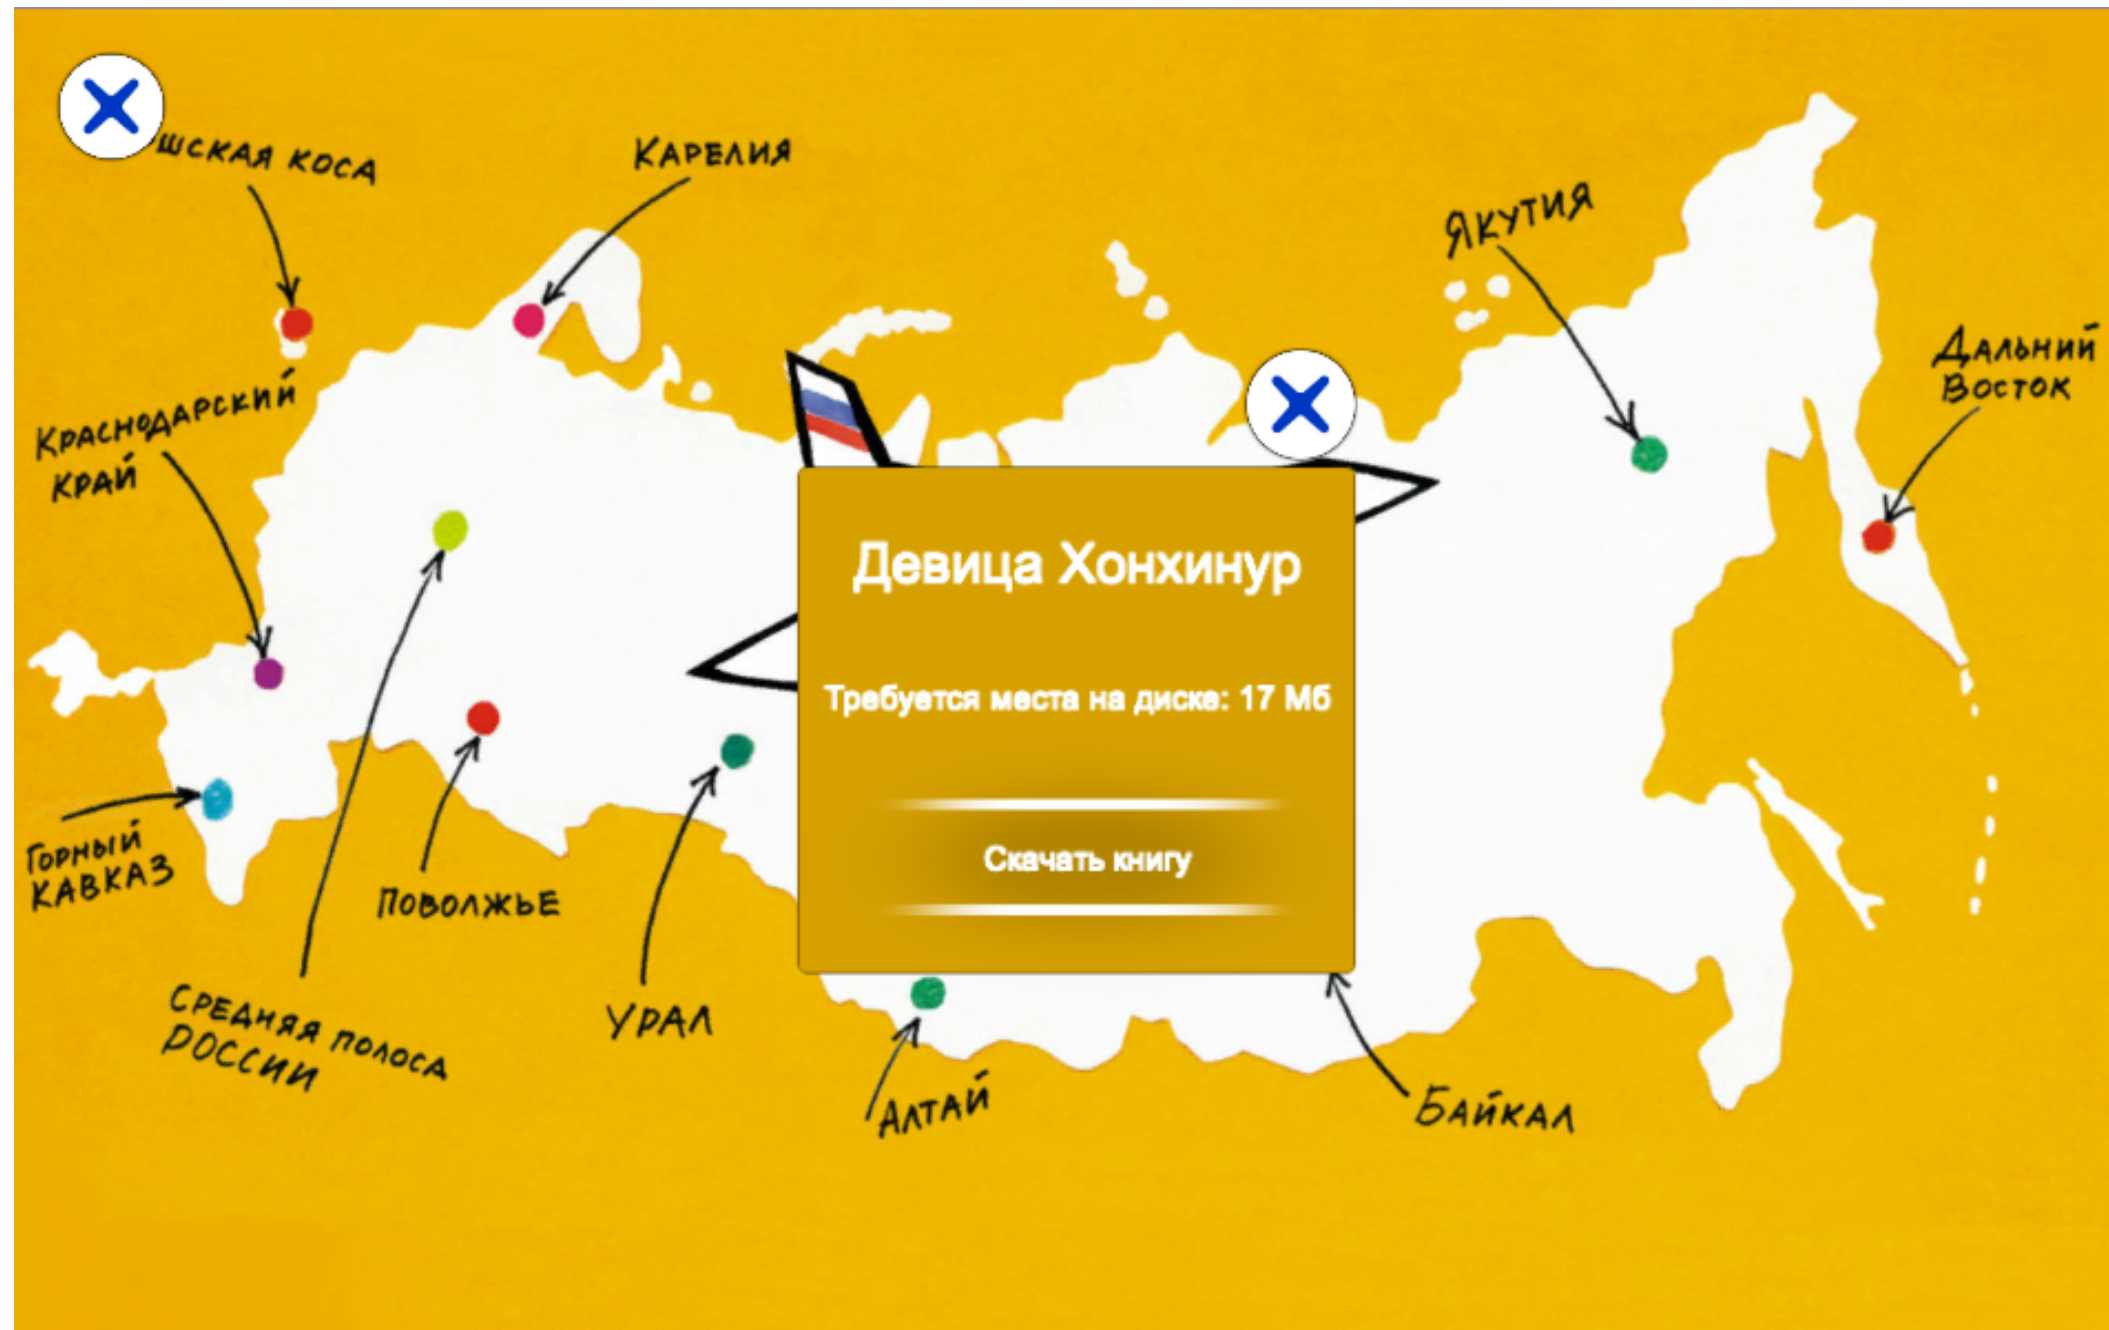 КОСА
КАРЕЛИЯ
ЯКУТИЯ
ДАЛЬНИЙ
ВОСТОК
КРАСНОДАРСКИЙ
КРАЙ
Девица Хонхинур
Требуется места на диске: 17 Мб
Скачать книгу
ГОРНЫЙ
КАВКАЗ
ПОВОЛЖЬЕ
СРЕДНЯЯ ПОЛОСА
РОССИИ
УРАЛ
АЛТАЙ
БАЙКАЛ